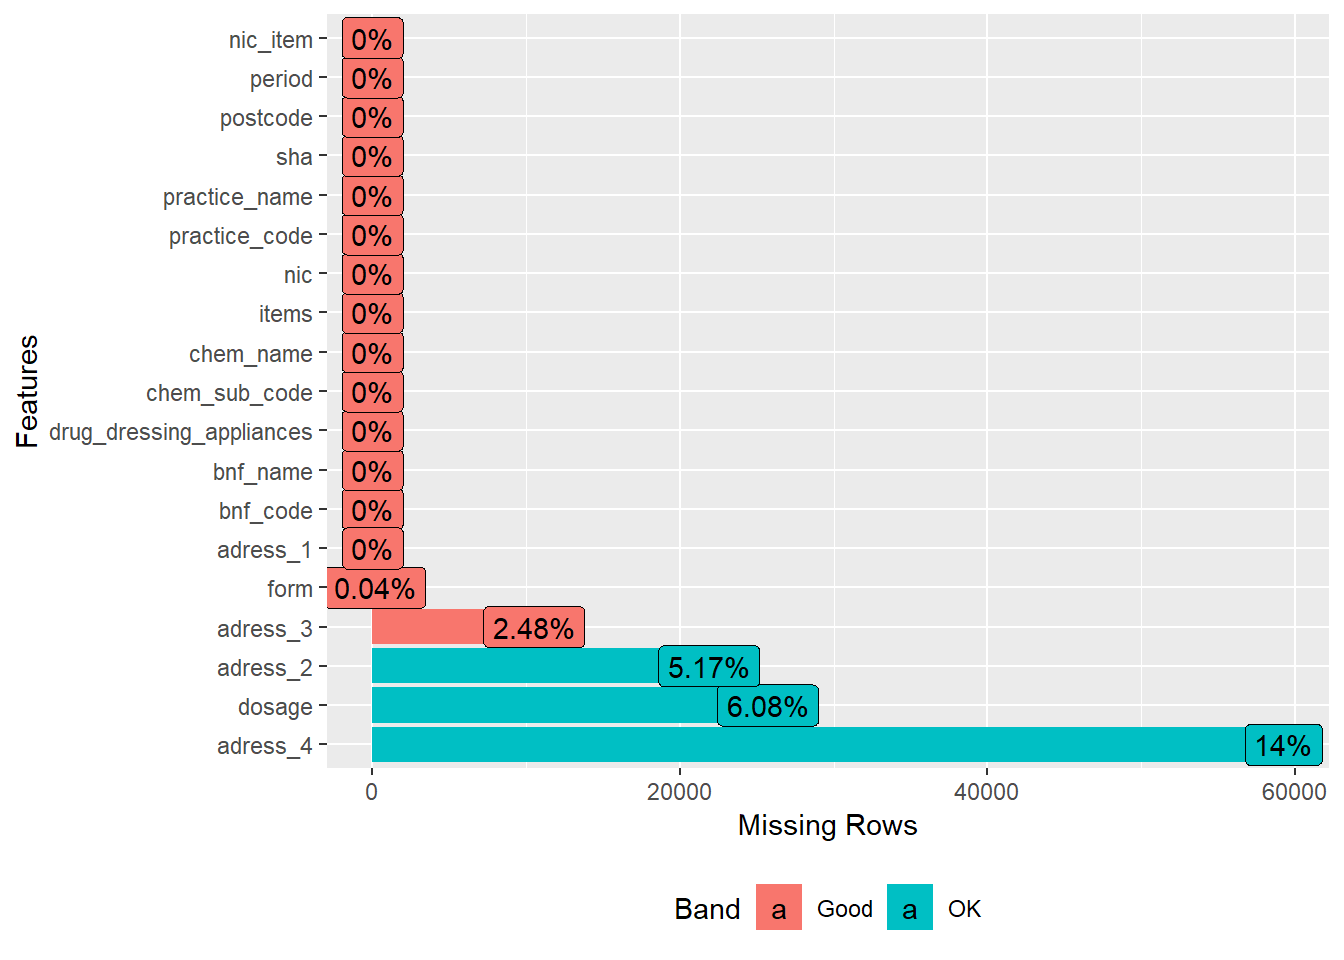 nic_item 0%
period 0%
postcode 0%
sha 0%
practice_name 0%
practice_code 0%
nic 0%
items 0%
chem_name 0%
chem_sub_code 0%
drug_dressing_appliances 0%
bnf_name 0%
bnf_code 0%
adress_1 0%
form 0.04%
adress_3 2.48%
adress_2 5.17%
dosage 6.08%
adress_4 14%
Features
0 20000 40000 60000
Missing Rows
Band a Good a OK